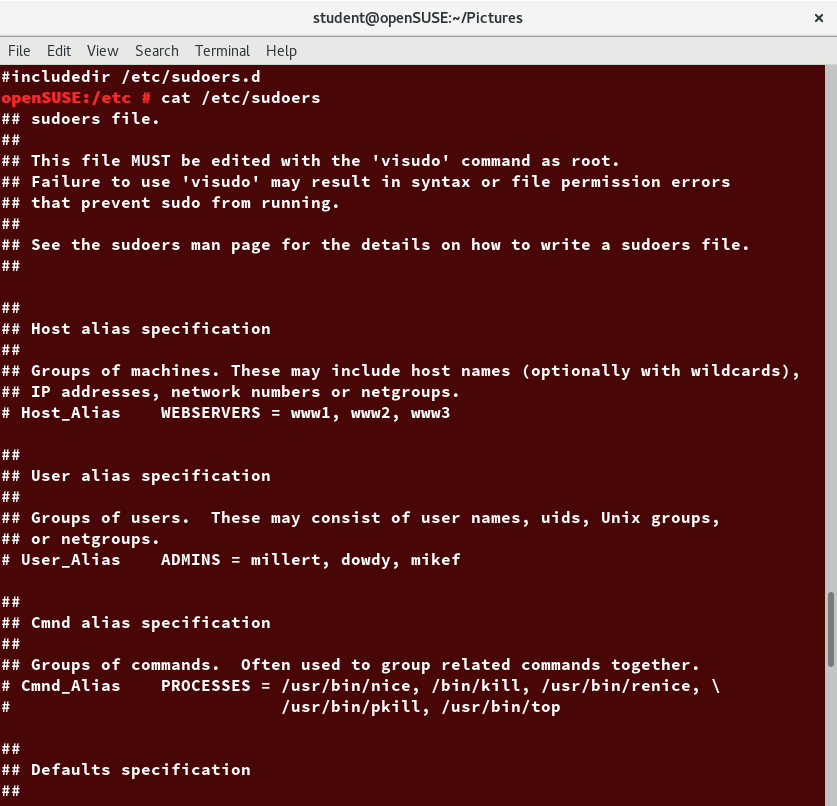 student@openSUSE:~/Pictures
×
File Edit View Search Terminal Help
#includedir /etc/sudoers.d
openSUSE:/etc # cat /etc/sudoers
## sudoers file.
##
## This file MUST be edited with the 'visudo' command as root.
## Failure to use 'visudo' may result in syntax or file permission errors
## that prevent sudo from running.
##
## See the sudoers man page for the details on how to write a sudoers file.
##

##
## Host alias specification
##
## Groups of machines. These may include host names (optionally with wildcards),
## IP addresses, network numbers or netgroups.
# Host_Alias    WEBSERVERS = www1, www2, www3

##
## User alias specification
##
## Groups of users.  These may consist of user names, uids, Unix groups,
## or netgroups.
# User_Alias    ADMINS = millert, dowdy, mikef

##
## Cmnd alias specification
##
## Groups of commands.  Often used to group related commands together.
# Cmnd_Alias    PROCESSES = /usr/bin/nice, /bin/kill, /usr/bin/renice, \
#                           /usr/bin/pkill, /usr/bin/top

##
## Defaults specification
##